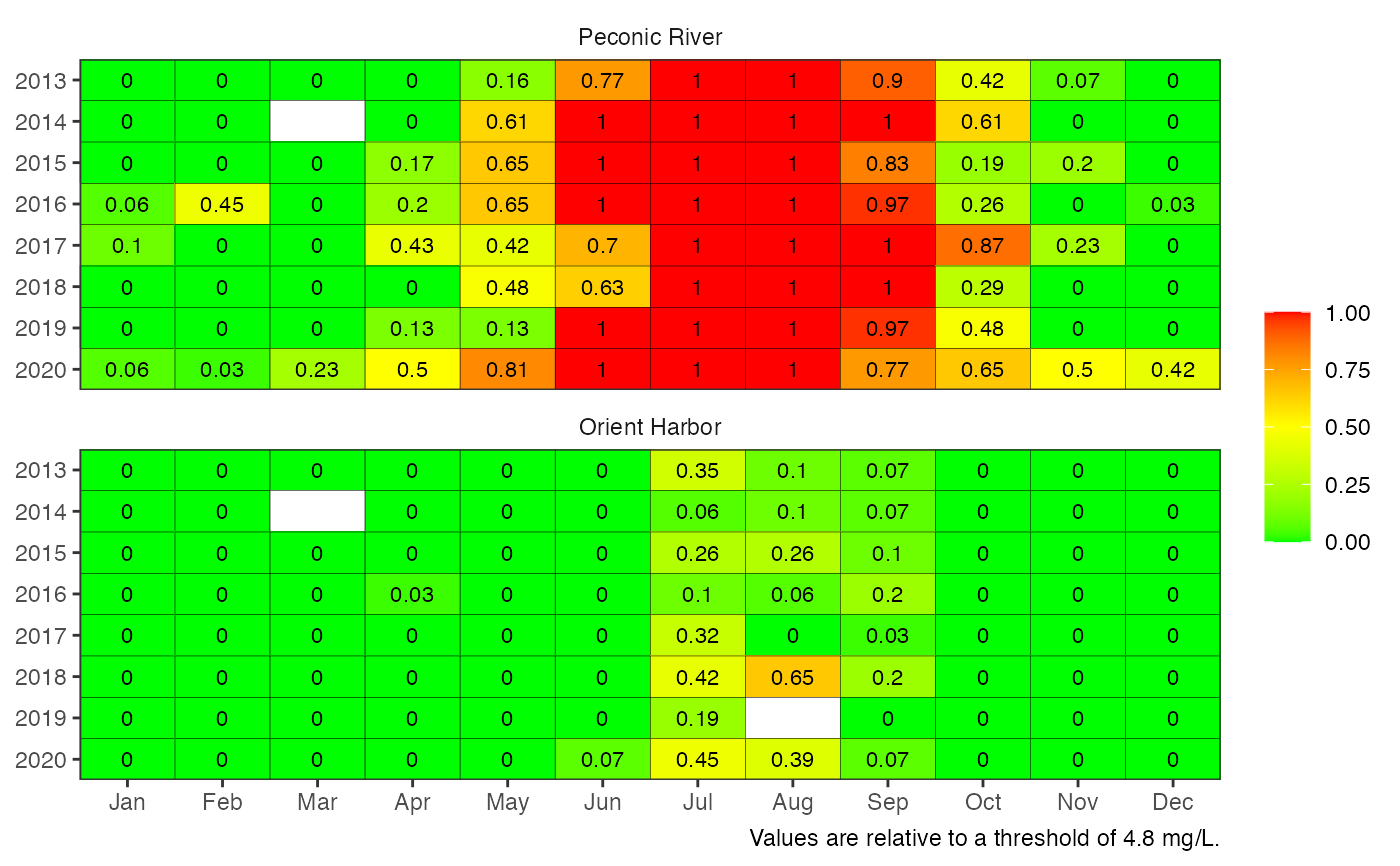 Peconic River
2013 0 0 0 0 0.16 0.77 1 1 0.9 0.42 0.07 0
2014 0 0 0 0.61 1 1 1 1 0.61 0 0
2015 0 0 0 0.17 0.65 1 1 1 0.83 0.19 0.2 0
2016 0.06 0.45 0 0.2 0.65 1 1 1 0.97 0.26 0 0.03
2017 0.1 0 0 0.43 0.42 0.7 1 1 1 0.87 0.23 0
2018 0 0 0 0 0.48 0.63 1 1 1 0.29 0 0
2019 0 0 0 0.13 0.13 1 1 1 0.97 0.48 0 0
2020 0.06 0.03 0.23 0.5 0.81 1 1 1 0.77 0.65 0.5 0.42
Orient Harbor
2013 0 0 0 0 0 0 0.35 0.1 0.07 0 0 0
2014 0 0 0 0 0 0.06 0.1 0.07 0 0 0
2015 0 0 0 0 0 0 0.26 0.26 0.1 0 0 0
2016 0 0 0 0.03 0 0 0.1 0.06 0.2 0 0 0
2017 0 0 0 0 0 0 0.32 0 0.03 0 0 0
2018 0 0 0 0 0 0 0.42 0.65 0.2 0 0 0
2019 0 0 0 0 0 0 0.19 0 0 0 0
2020 0 0 0 0 0 0.07 0.45 0.39 0.07 0 0 0
Jan Feb Mar Apr May Jun Jul Aug Sep Oct Nov Dec
Values are relative to a threshold of 4.8 mg/L.
1.00
0.75
0.50
0.25
0.00